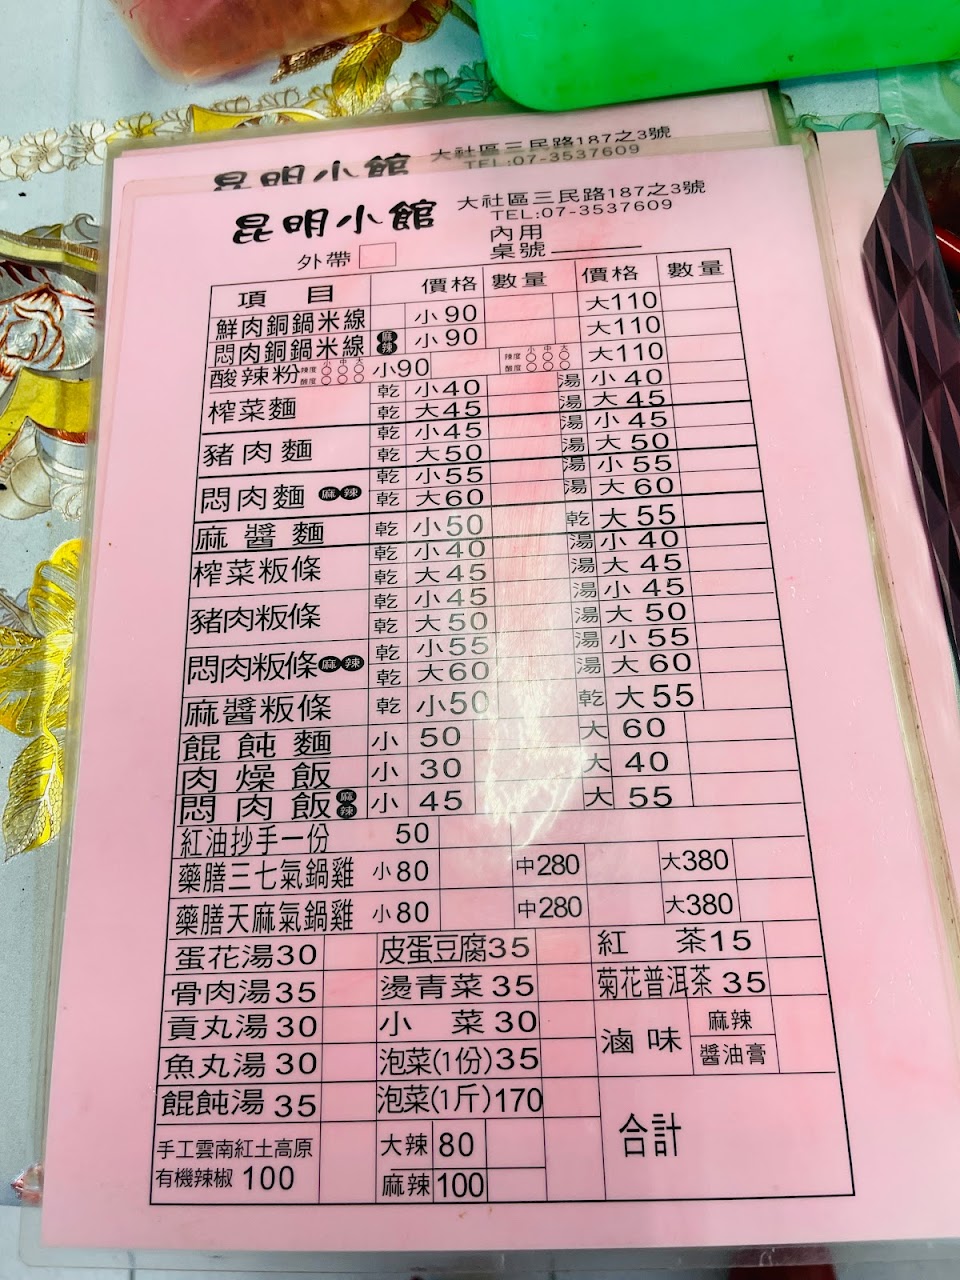 昆明小館 大社區三民路187之3號
TEL:07-3537609
昆明小館 大社區三民路187之3號
TEL:07-3537609
內用
外帶 桌號
項目 價格 數量 價格 數量
鮮肉銅鍋米線 小90 大110
悶肉銅鍋米線 麻辣 小90 大110
酸辣粉 辣度 小 中 大 酸度 小90 辣度 小 中 大 酸度 大110
榨菜麵 乾 小40 湯 小40
乾 大45 湯 大45
豬肉麵 乾 小45 湯 小45
乾 大50 湯 大50
悶肉麵 麻辣 乾 小55 湯 小55
乾 大60 湯 大60
麻醬麵 乾 小50 乾 大55
榨菜粄條 乾 小40 湯 小40
乾 大45 湯 大45
豬肉粄條 乾 小45 湯 小45
乾 大50 湯 大50
悶肉粄條 麻辣 乾 小55 湯 小55
乾 大60 湯 大60
麻醬粄條 乾 小50 乾 大55
餛飩麵 小 50 大 60
肉燥飯 小 30 大 40
悶肉飯 麻辣 小 45 大 55
紅油抄手一份 50
藥膳三七氣鍋雞 小80 中280 大380
藥膳天麻氣鍋雞 小80 中280 大380
蛋花湯30 皮蛋豆腐35 紅茶15
骨肉湯35 燙青菜35 菊花普洱茶35
貢丸湯30 小菜30 滷味 麻辣
魚丸湯30 泡菜(1份)35 醬油膏
餛飩湯35 泡菜(1斤)170 合計
手工雲南紅土高原 大辣 80
有機辣椒 100 麻辣 100